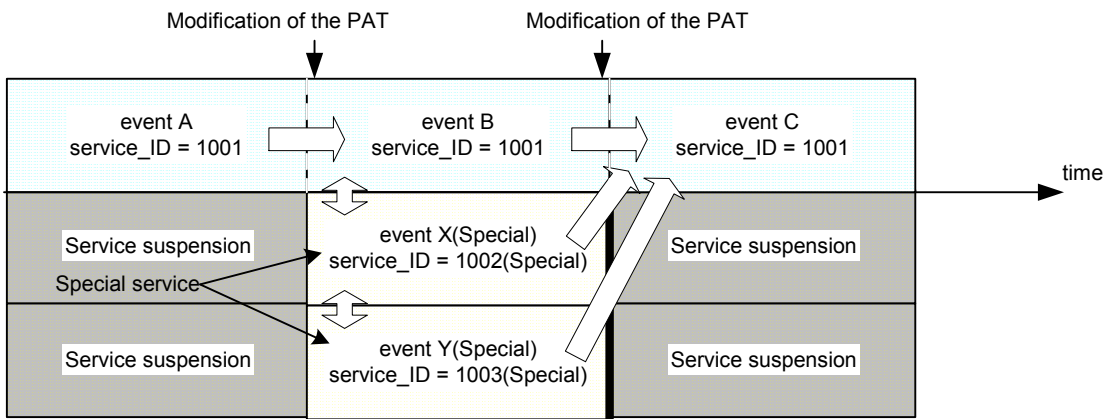 Modification of the PAT
Modification of the PAT
event A
service_ID = 1001
event B
service_ID = 1001
event C
service_ID = 1001
time
Service suspension
event X(Special)
service_ID = 1002(Special)
Service suspension
Special service
Service suspension
event Y(Special)
service_ID = 1003(Special)
Service suspension